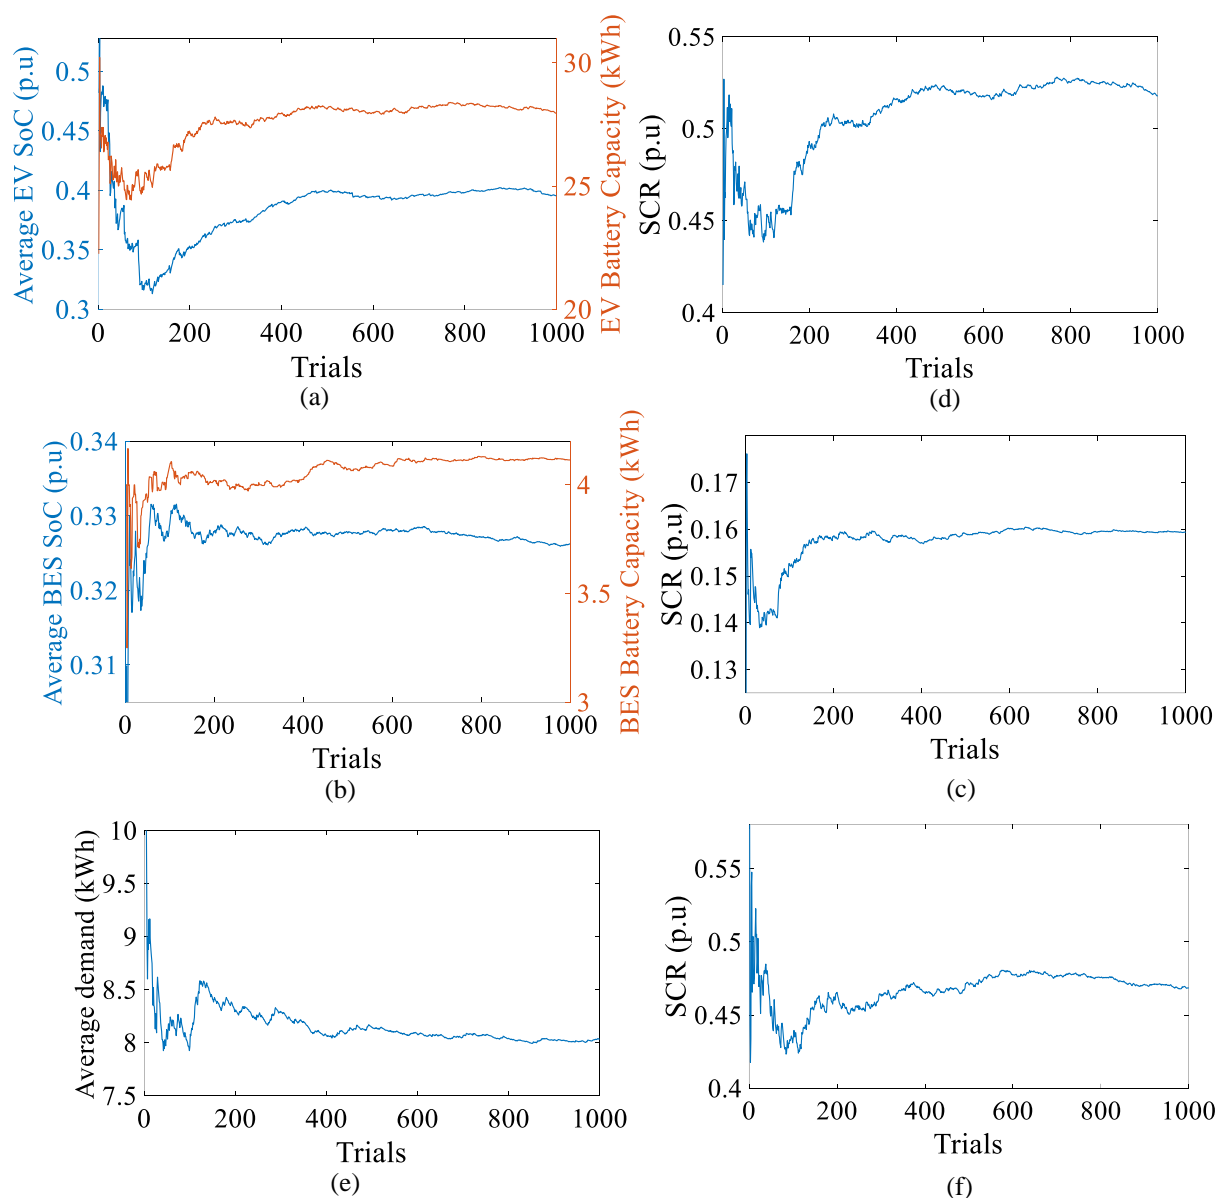 Average EV SoC (p.u)
0.5
0.45
0.4
0.35
0.3
EV Battery Capacity (kWh)
30
25
20
0 200 400 600 800 1000
Trials
(a)
SCR (p.u)
0.55
0.5
0.45
0.4
0 200 400 600 800 1000
Trials
(d)
Average BES SoC (p.u)
0.34
0.33
0.32
0.31
BES Battery Capacity (kWh)
4
3.5
3
0 200 400 600 800 1000
Trials
(b)
SCR (p.u)
0.17
0.16
0.15
0.14
0.13
0 200 400 600 800 1000
Trials
(c)
Average demand (kWh)
10
9.5
9
8.5
8
7.5
0 200 400 600 800 1000
Trials
(e)
SCR (p.u)
0.55
0.5
0.45
0.4
0 200 400 600 800 1000
Trials
(f)